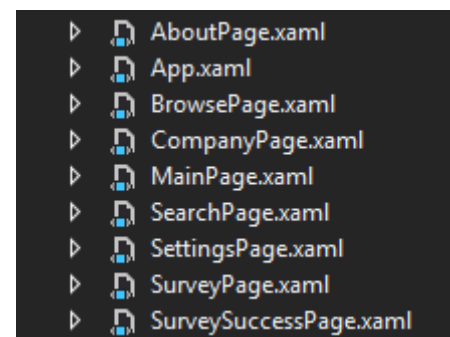 AboutPage.xaml
App.xaml
BrowsePage.xaml
CompanyPage.xaml
MainPage.xaml
SearchPage.xaml
SettingsPage.xaml
SurveyPage.xaml
SurveySuccessPage.xaml